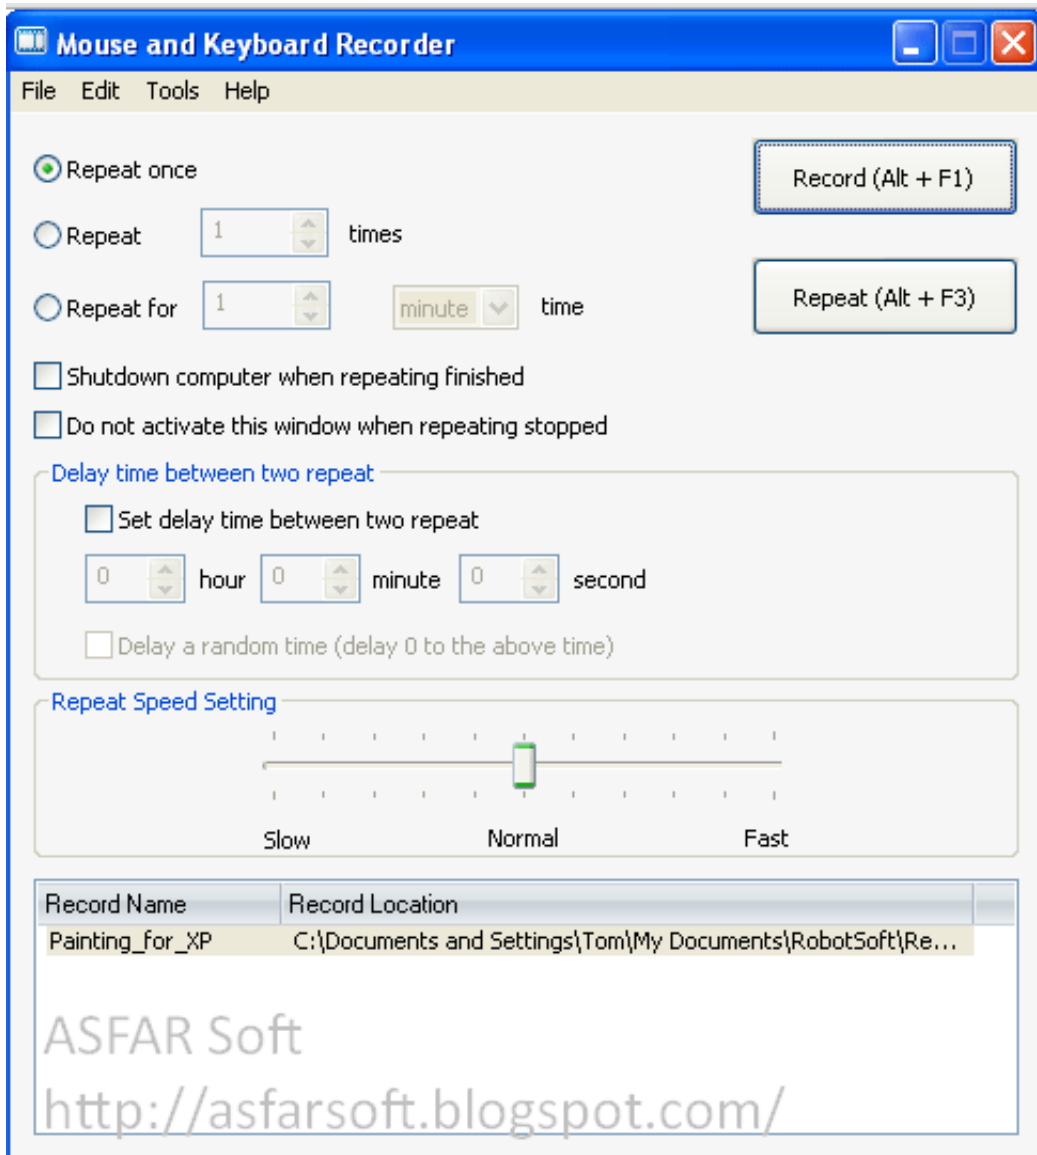 Mouse and Keyboard Recorder
File Edit Tools Help
Repeat once
Record (Alt + F1)
Repeat 1 times
Repeat for 1 minute time
Repeat (Alt + F3)
Shutdown computer when repeating finished
Do not activate this window when repeating stopped
Delay time between two repeat
Set delay time between two repeat
0 hour 0 minute 0 second
Delay a random time (delay 0 to the above time)
Repeat Speed Setting
Slow Normal Fast
Record Name Record Location
Painting_for_XP C:\Documents and Settings\Tom\My Documents\RobotSoft\Re...
ASFAR Soft
http://asfarsoft.blogspot.com/